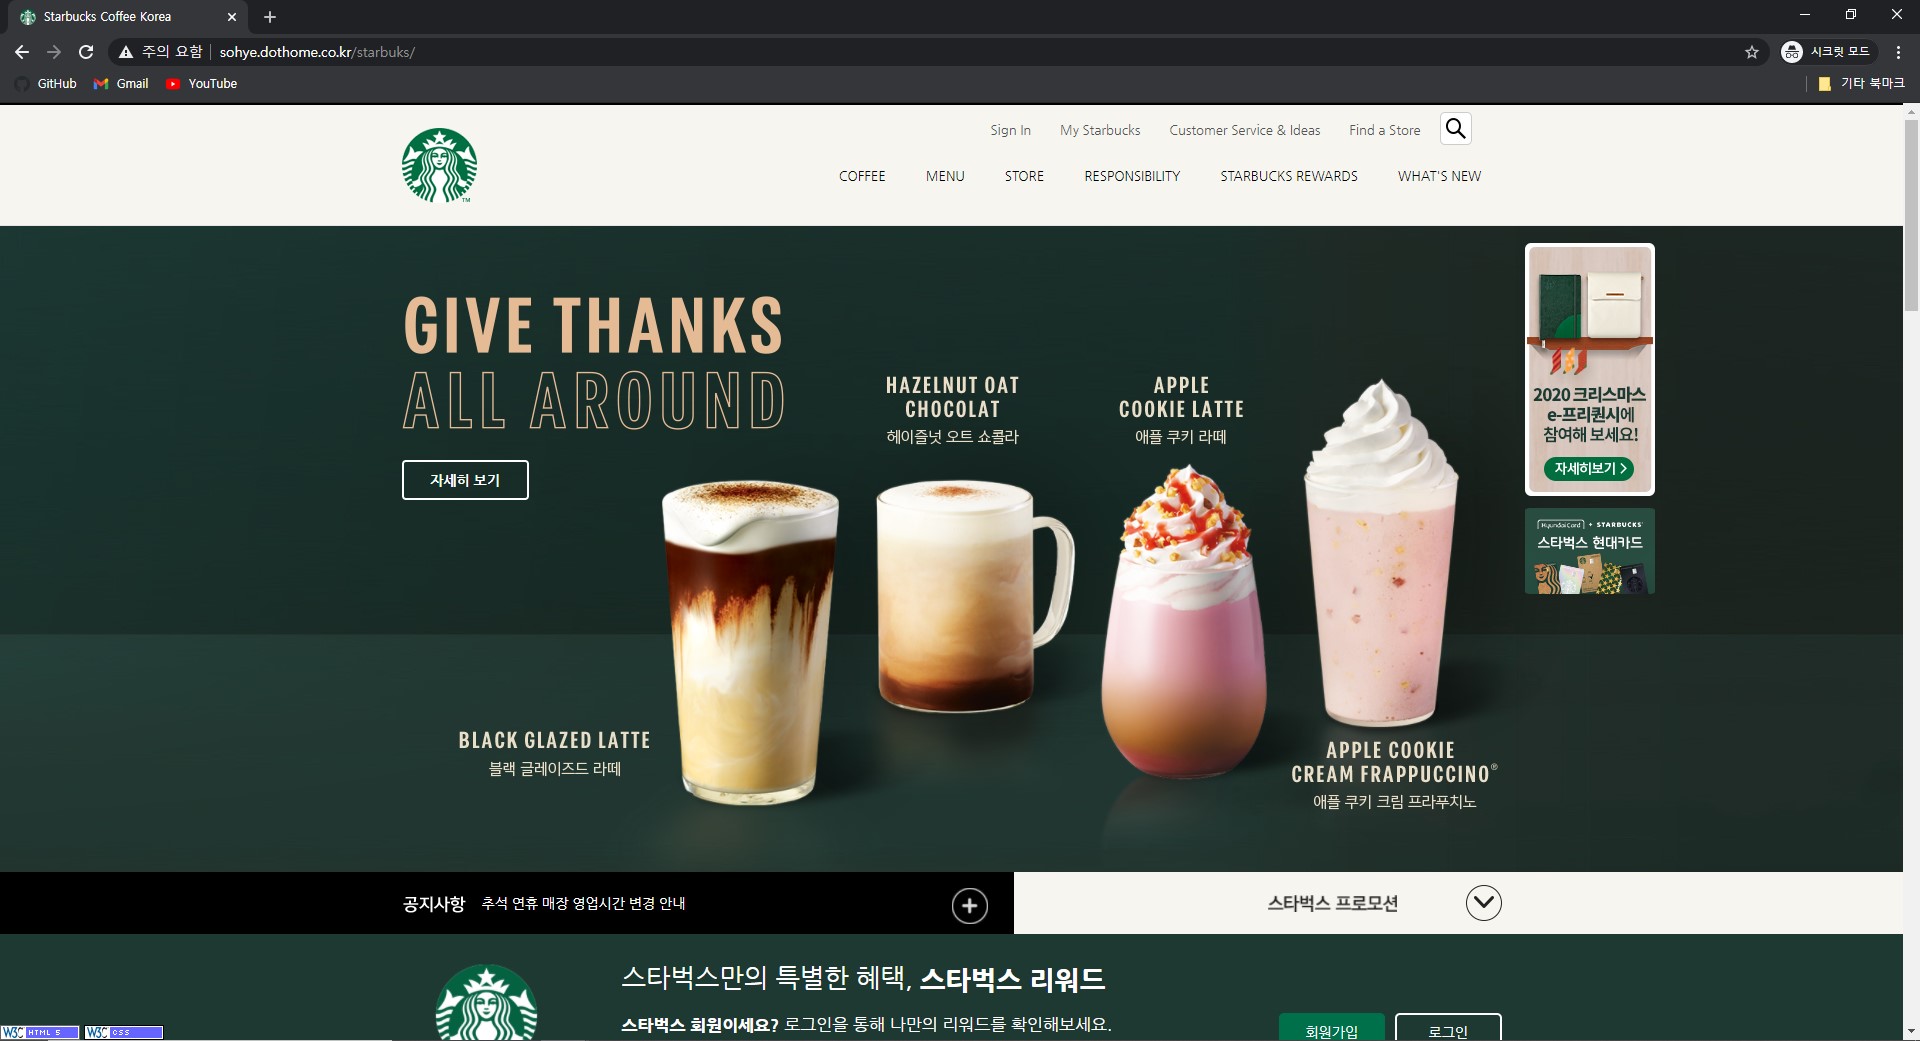 Starbucks Coffee Korea
주의 요함
sohye.dothome.co.kr/starbuks/
시크릿 모드
GitHub
Gmail
YouTube
기타 북마크
Sign In
My Starbucks
Customer Service & Ideas
Find a Store
COFFEE
MENU
STORE
RESPONSIBILITY
STARBUCKS REWARDS
WHAT'S NEW
TM
GIVE THANKS
ALL AROUND
자세히 보기
HAZELNUT OAT
CHOCOLAT
헤이즐넛 오트 쇼콜라
APPLE
COOKIE LATTE
애플 쿠키 라떼
BLACK GLAZED LATTE
블랙 글레이즈드 라떼
APPLE COOKIE
CREAM FRAPPUCCINO®
애플 쿠키 크림 프라푸치노
2020 크리스마스
e-프리퀀시에
참여해 보세요!
자세히보기
HyundaiCard + STARBUCKS
스타벅스 현대카드
공지사항
추석 연휴 매장 영업시간 변경 안내
스타벅스 프로모션
스타벅스만의 특별한 혜택, 스타벅스 리워드
스타벅스 회원이세요? 로그인을 통해 나만의 리워드를 확인해보세요.
회원가입
로그인
W3C HTML 5
W3C CSS